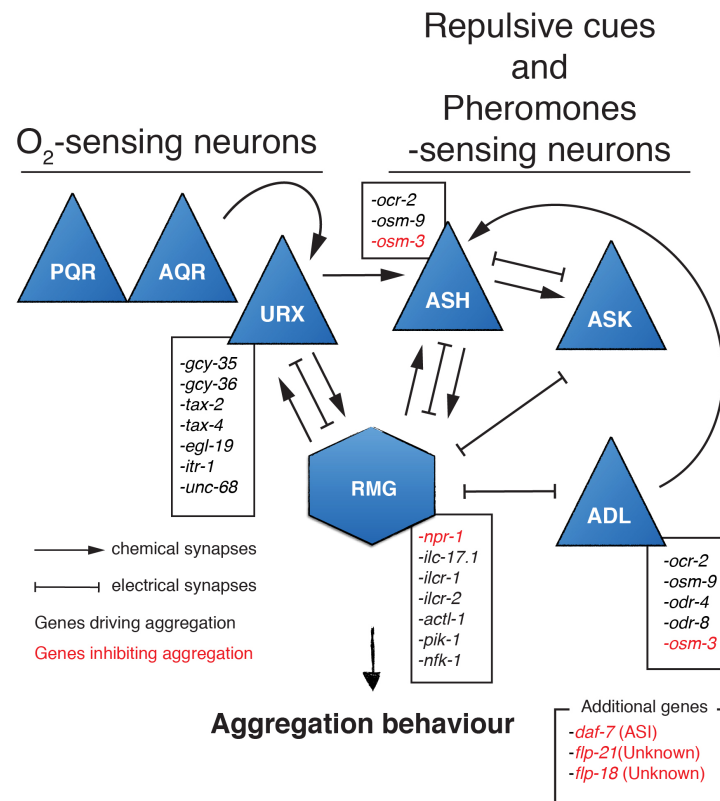 Repulsive cues
and
Pheromones
-sensing neurons
O2-sensing neurons
-ocr-2
-osm-9
-osm-3
PQR
AQR
URX
ASH
ASK
-gcy-35
-gcy-36
-tax-2
-tax-4
-egl-19
-itr-1
-unc-68
RMG
ADL
-npr-1
-ilc-17.1
-ilcr-1
-ilcr-2
-actl-1
-pik-1
-nfk-1
-ocr-2
-osm-9
-odr-4
-odr-8
-osm-3
chemical synapses
electrical synapses
Genes driving aggregation
Genes inhibiting aggregation
Aggregation behaviour
Additional genes
-daf-7 (ASI)
-flp-21(Unknown)
-flp-18 (Unknown)